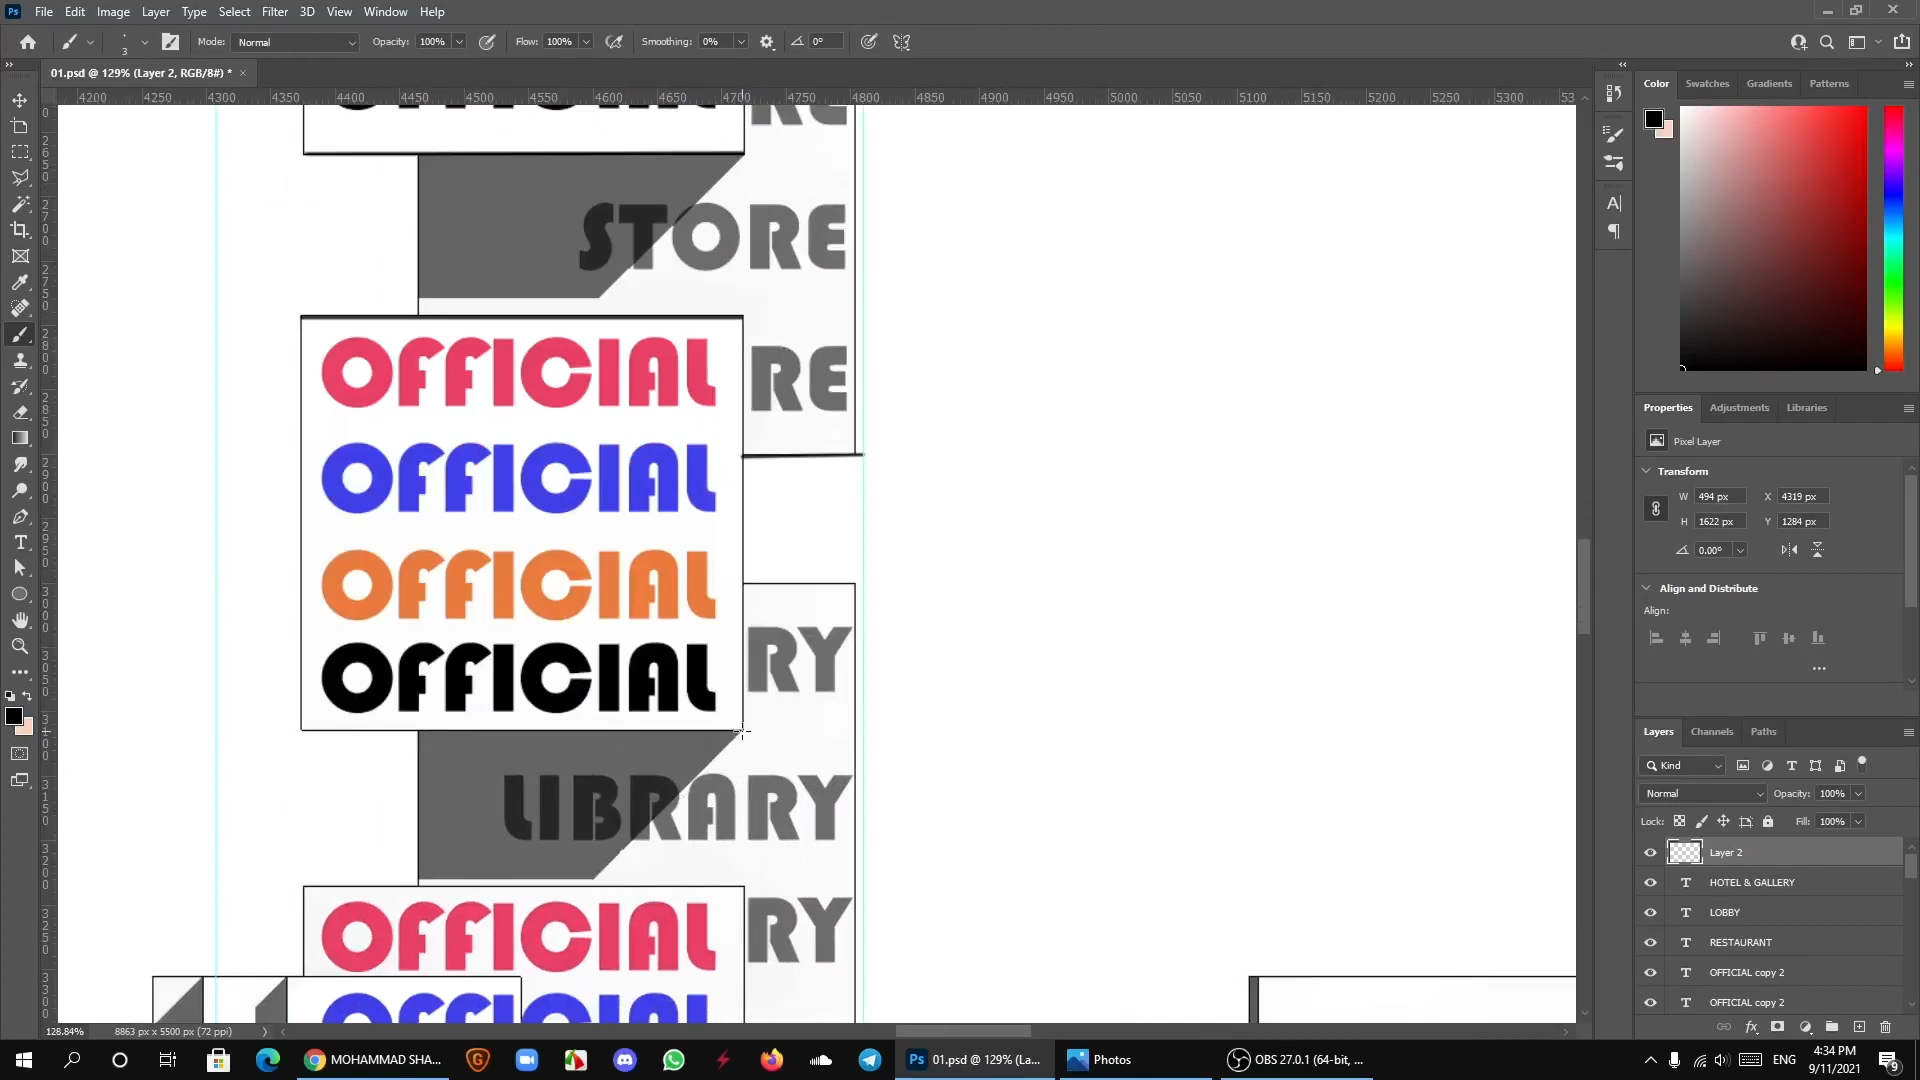 File Edit Image Layer Type Select Filter 3D View Window Help
3 Mode: Normal Opacity: 100% Flow: 100% Smoothing: 0% 0°
01.psd @ 129% (Layer 2, RGB/8#) * ×
4200 4250 4300 4350 4400 4450 4500 4550 4600 4650 4700 4750 4800 4850 4900 4950 5000 5050 5100 5150 5200 5250 5300 53
STORE
OFFICIAL RE
OFFICIAL
OFFICIAL
OFFICIAL RY
LIBRARY
OFFICIAL RY
Color Swatches Gradients Patterns
Properties Adjustments Libraries
Pixel Layer
Transform
W 494 px X 4319 px
H 1622 px Y 1284 px
0.00°
Align and Distribute
Align:
Layers Channels Paths
Kind
Normal Opacity: 100%
Lock: Fill: 100%
Layer 2
HOTEL & GALLERY
LOBBY
RESTAURANT
OFFICIAL copy 2
OFFICIAL copy 2
128.84% 8863 px x 5500 px (72 ppi)
MOHAMMAD SHA... 01.psd @ 129% (La... Photos OBS 27.0.1 (64-bit, ... ENG 4:34 PM
9/11/2021 9